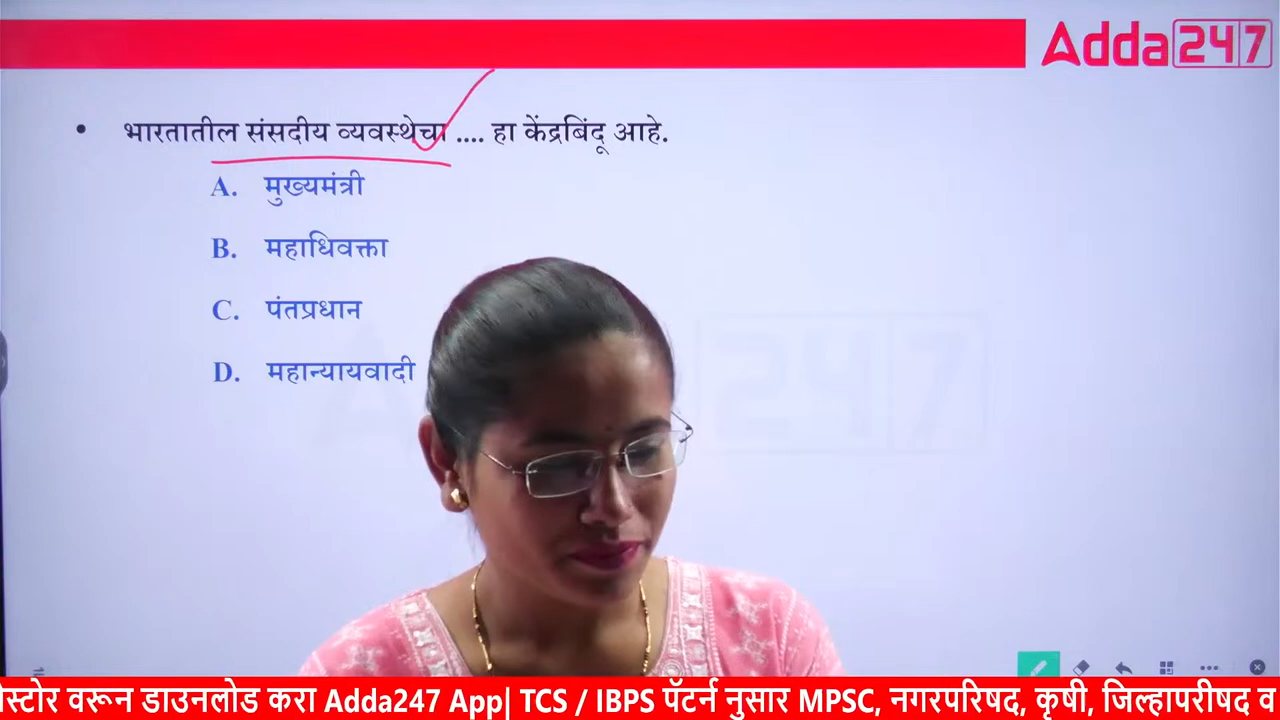 Adda247
• भारतातील संसदीय व्यवस्थेचा .... हा केंद्रबिंदू आहे.
A. मुख्यमंत्री
B. महाधिवक्ता
C. पंतप्रधान
D. महान्यायवादी
स्टोर वरून डाउनलोड करा Adda247 App| TCS / IBPS पॅटर्न नुसार MPSC, नगरपरिषद, कृषी, जिल्हापरीषद व